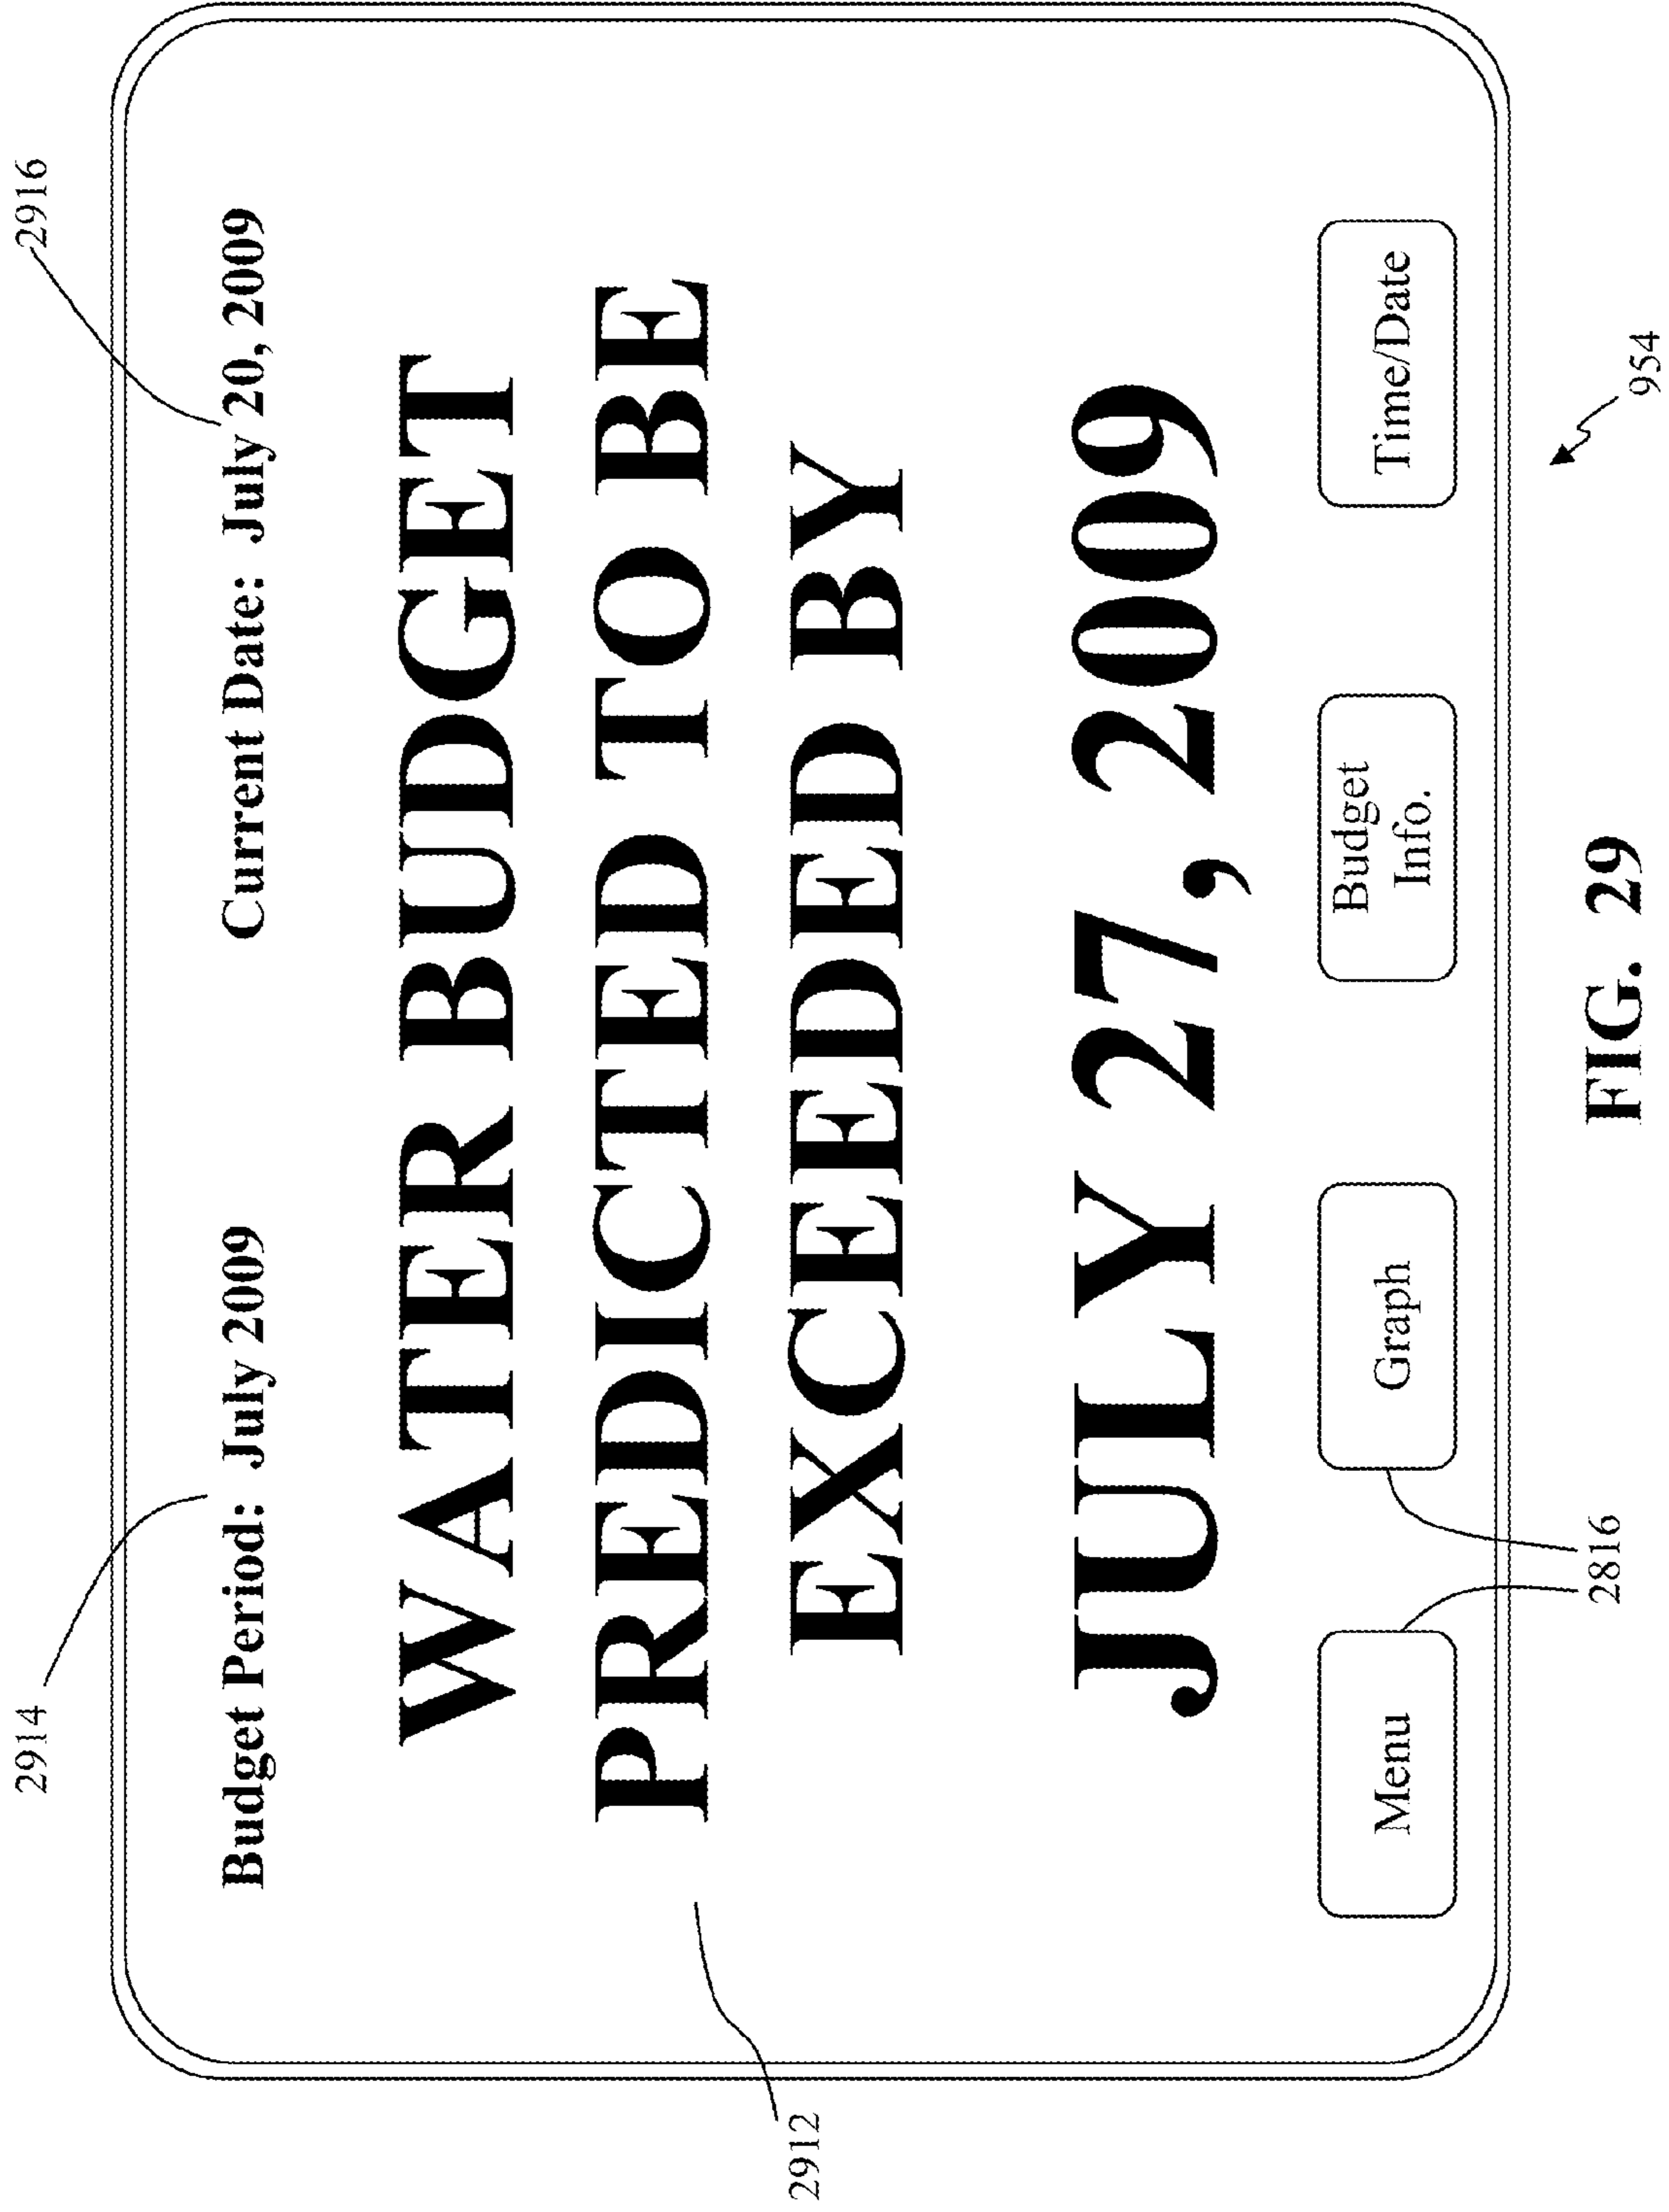 2914
2916
Budget Period: July 2009
Current Date: July 20, 2009
WATER BUDGET
PREDICTED TO BE
EXCEEDED BY
JULY 27, 2009
2912
Menu
Graph
Budget
Info.
Time/Date
2816
954
FIG. 29